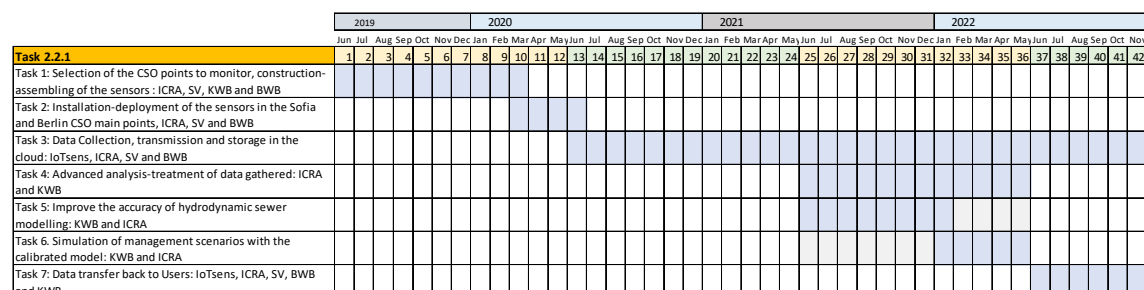 2019 2020 2021 2022
Jun Jul Aug Sep Oct Nov Dec Jan Feb Mar Apr May Jun Jul Aug Sep Oct Nov Dec Jan Feb Mar Apr May Jun Jul Aug Sep Oct Nov Dec Jan Feb Mar Apr May Jun Jul Aug Sep Oct Nov
Task 2.2.1 1 2 3 4 5 6 7 8 9 10 11 12 13 14 15 16 17 18 19 20 21 22 23 24 25 26 27 28 29 30 31 32 33 34 35 36 37 38 39 40 41 42
Task 1: Selection of the CSO points to monitor, construction-
assembling of the sensors : ICRA, SV, KWB and BWB
Task 2: Installation-deployment of the sensors in the Sofia
and Berlin CSO main points, ICRA, SV and BWB
Task 3: Data Collection, transmission and storage in the
cloud: IoTsens, ICRA, SV and BWB
Task 4: Advanced analysis-treatment of data gathered: ICRA
and KWB
Task 5: Improve the accuracy of hydrodynamic sewer
modelling: KWB and ICRA
Task 6. Simulation of management scenarios with the
calibrated model: KWB and ICRA
Task 7: Data transfer back to Users: IoTsens, ICRA, SV, BWB
and KWB